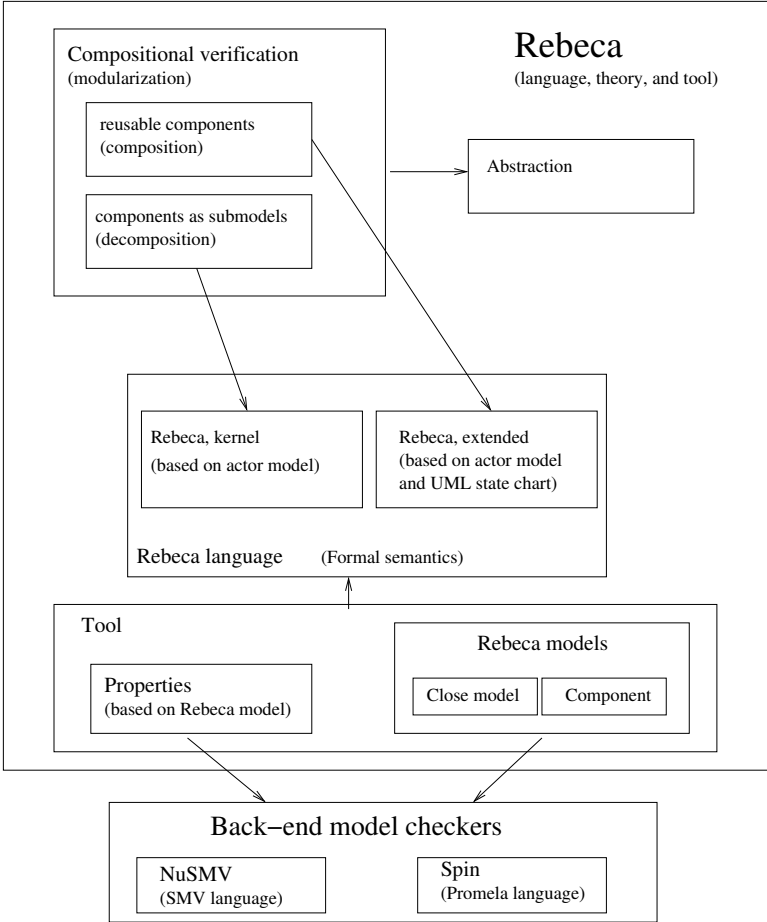 Rebeca
(language, theory, and tool)
Compositional verification
(modularization)
reusable components
(composition)
components as submodels
(decomposition)
Abstraction
Rebeca, kernel
(based on actor model)
Rebeca, extended
(based on actor model
and UML state chart)
Rebeca language (Formal semantics)
Tool
Properties
(based on Rebeca model)
Rebeca models
Close model
Component
Back−end model checkers
NuSMV
(SMV language)
Spin
(Promela language)